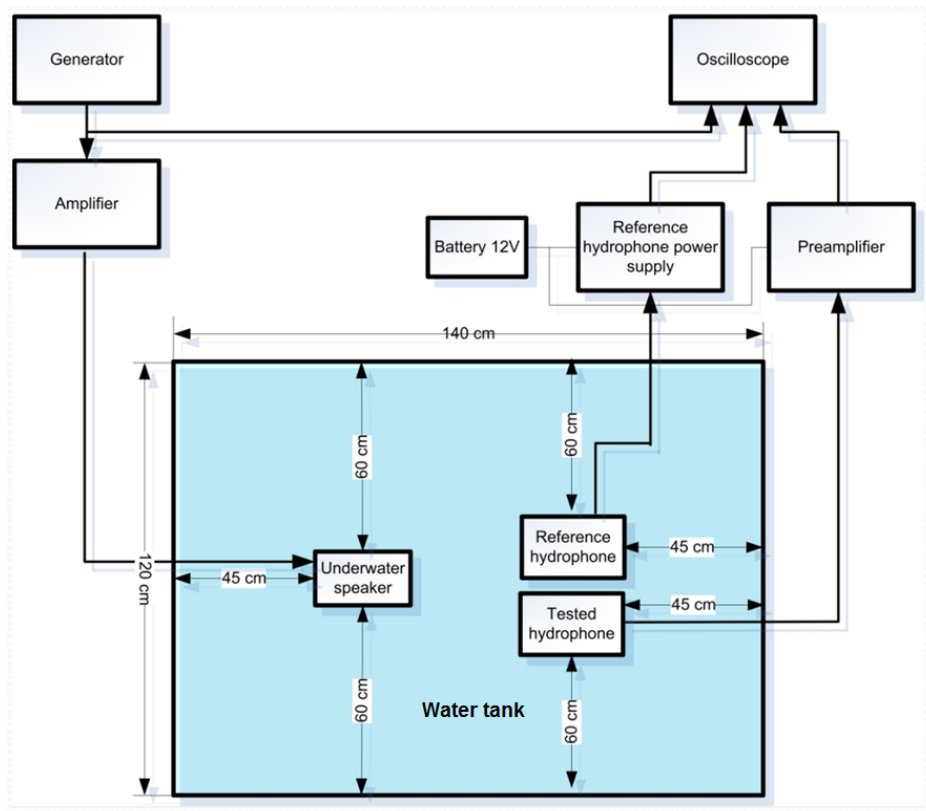 Generator
Oscilloscope
Amplifier
Battery 12V
Reference
hydrophone power
supply
Preamplifier
140 cm
60 cm
60 cm
Reference
hydrophone
45 cm
120 cm
Underwater
speaker
45 cm
45 cm
Tested
hydrophone
60 cm
60 cm
Water tank